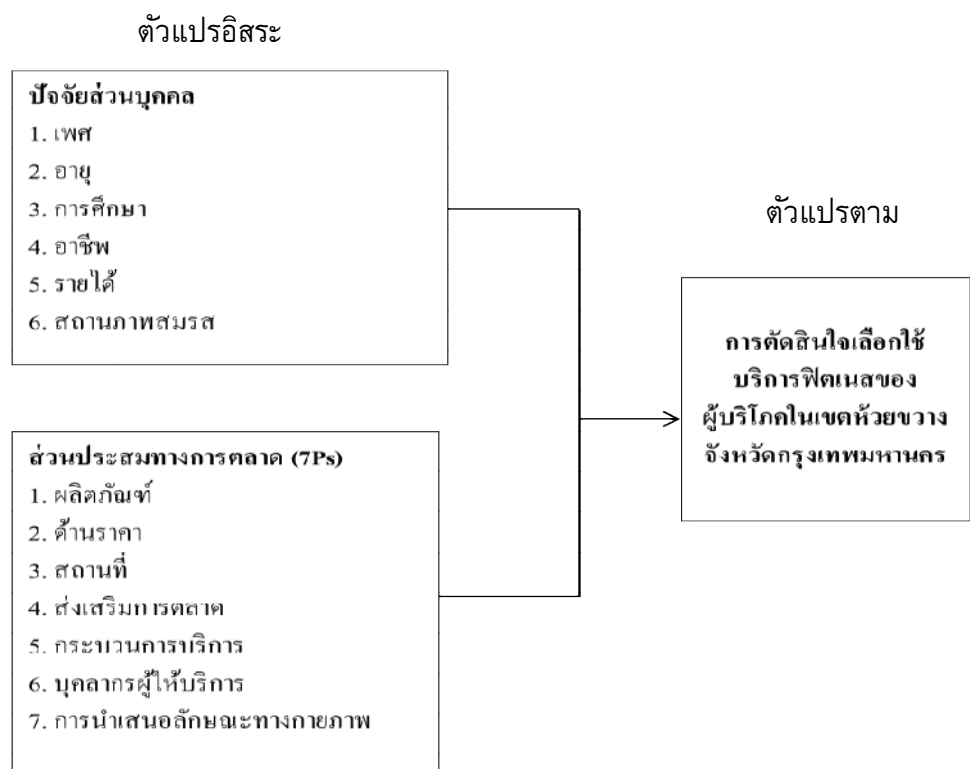 ตัวแปรอิสระ
ปัจจัยส่วนบุคคล
1. เพศ
2. อายุ
3. การศึกษา
4. อาชีพ
5. รายได้
6. สถานภาพสมรส
ส่วนประสมทางการตลาด (7Ps)
1. ผลิตภัณฑ์
2. ด้านราคา
3. สถานที่
4. ส่งเสริมการตลาด
5. กระบวนการบริการ
6. บุคลากรผู้ให้บริการ
7. การนำเสนอลักษณะทางกายภาพ
ตัวแปรตาม
การตัดสินใจเลือกใช้
บริการฟิตเนสของ
ผู้บริโภคในเขตห้วยขวาง
จังหวัดกรุงเทพมหานคร